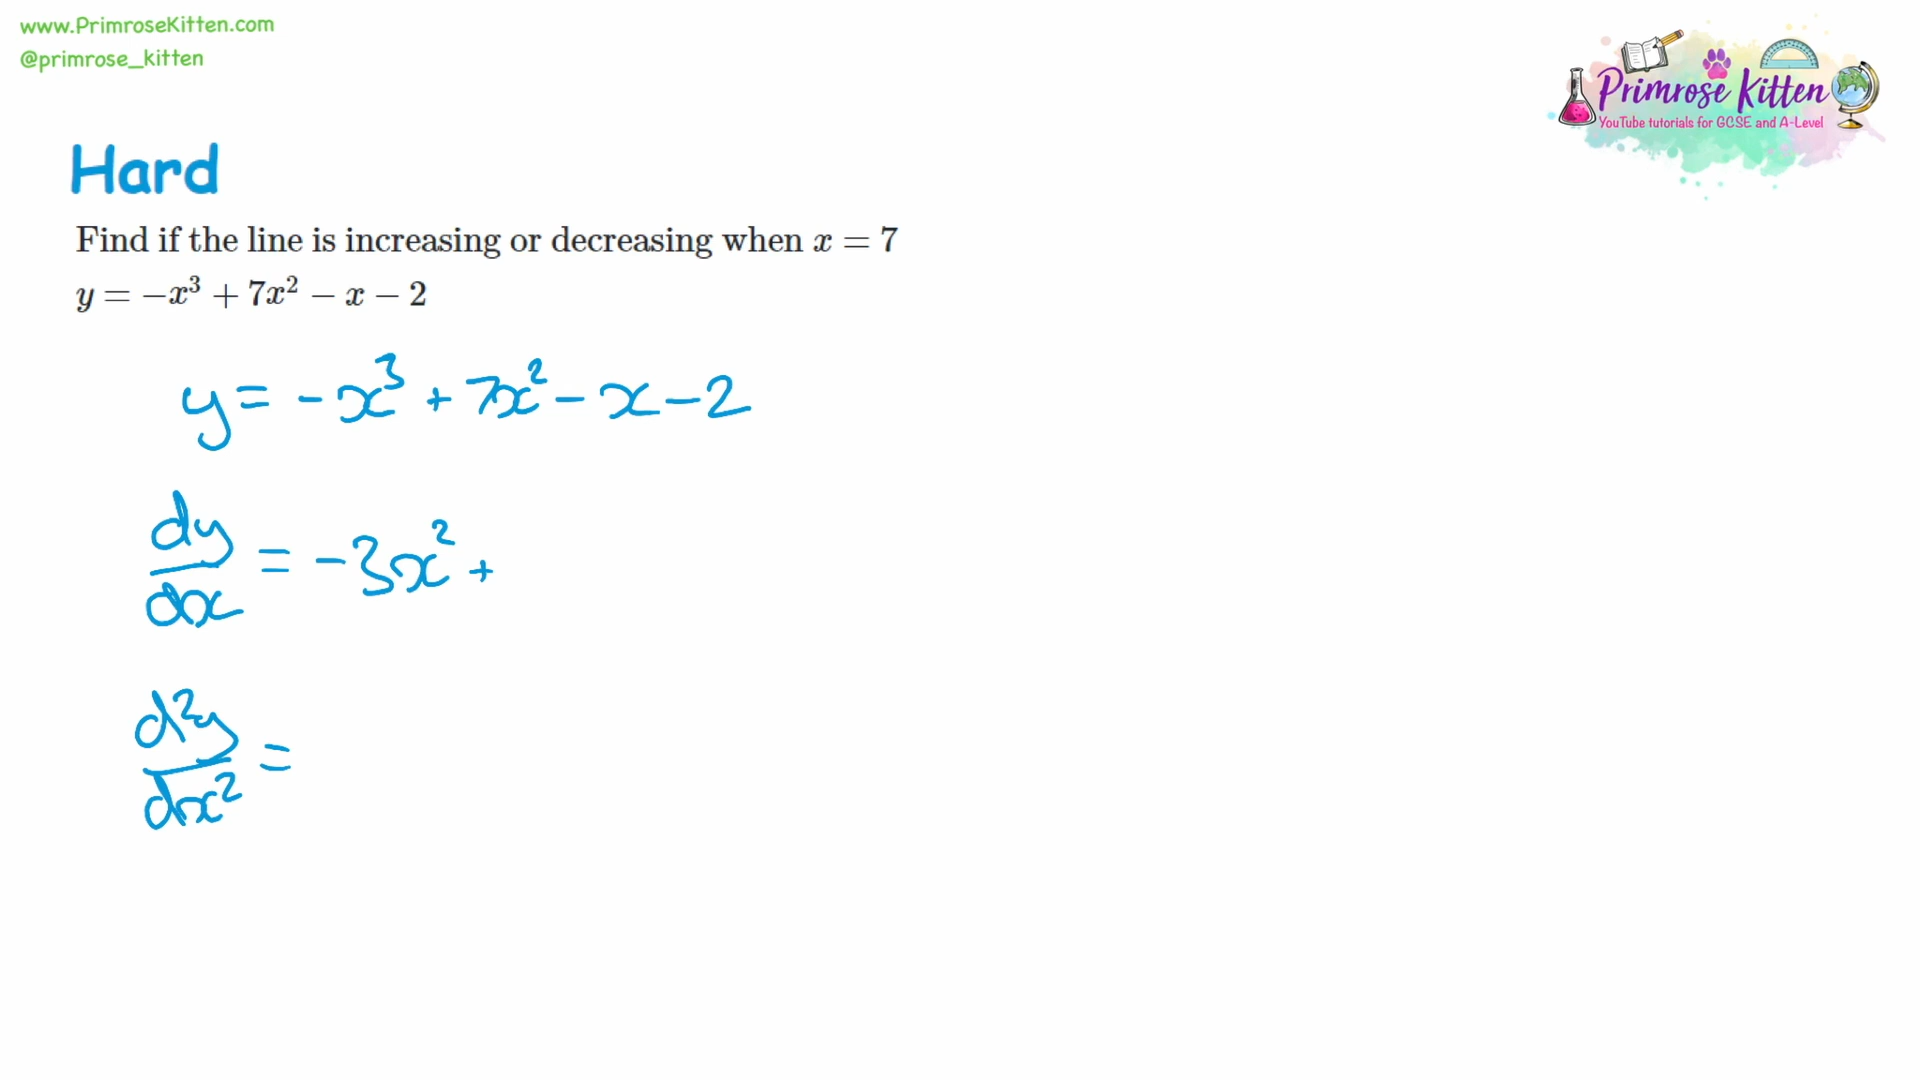 www.PrimroseKitten.com
@primrose_kitten
Primrose Kitten
YouTube tutorials for GCSE and A-Level
Hard
Find if the line is increasing or decreasing when x = 7
y = −x³ + 7x² − x − 2
y = -x³ + 7x² - x - 2
dy/dx = -3x² +
d²y/dx² =